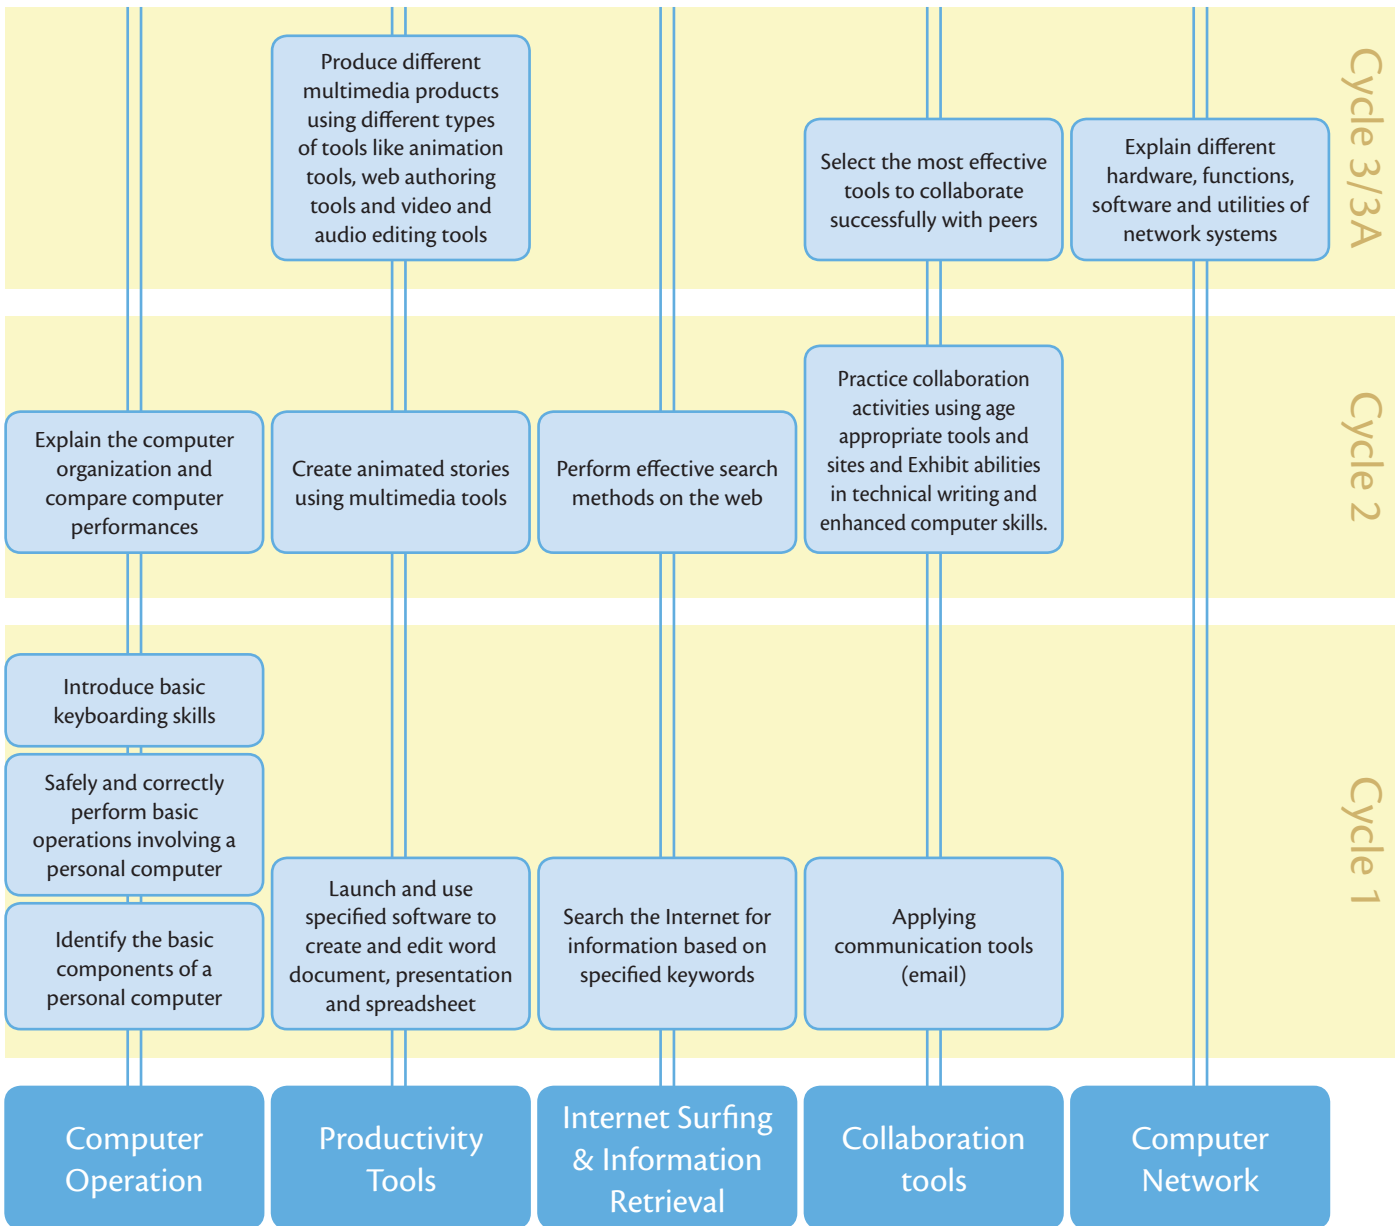 Produce different
multimedia products
using different types
of tools like animation
tools, web authoring
tools and video and
audio editing tools
Select the most effective
tools to collaborate
successfully with peers
Explain different
hardware, functions,
software and utilities of
network systems
Cycle 3/3A
Explain the computer
organization and
compare computer
performances
Create animated stories
using multimedia tools
Perform effective search
methods on the web
Practice collaboration
activities using age
appropriate tools and
sites and Exhibit abilities
in technical writing and
enhanced computer skills.
Cycle 2
Introduce basic
keyboarding skills
Safely and correctly
perform basic
operations involving a
personal computer
Identify the basic
components of a
personal computer
Launch and use
specified software to
create and edit word
document, presentation
and spreadsheet
Search the Internet for
information based on
specified keywords
Applying
communication tools
(email)
Cycle 1
Computer
Operation
Productivity
Tools
Internet Surfing
& Information
Retrieval
Collaboration
tools
Computer
Network